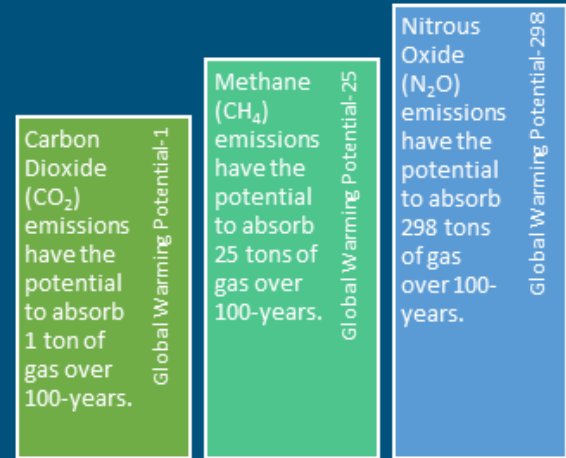 Carbon
Dioxide
(CO₂)
emissions
have the
potential
to absorb
1 ton of
gas over
100-years.
Global Warming Potential-1
Methane
(CH₄)
emissions
have the
potential
to absorb
25 tons of
gas over
100-years.
Global Warming Potential-25
Nitrous
Oxide
(N₂O)
emissions
have the
potential
to absorb
298 tons
of gas
over 100-
years.
Global Warming Potential-298